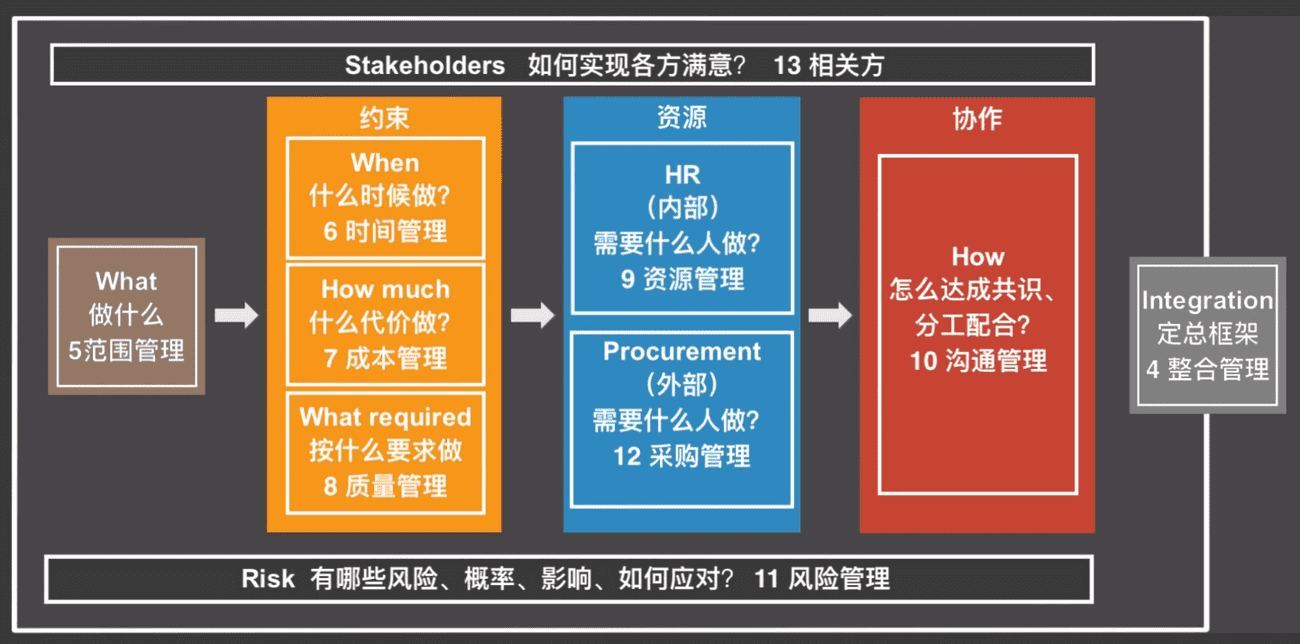 Stakeholders 如何实现各方满意? 13 相关方
What
做什么
5范围管理
约束
When
什么时候做?
6 时间管理
How much
什么代价做?
7 成本管理
What required
按什么要求做
8 质量管理
资源
HR
（内部）
需要什么人做?
9 资源管理
Procurement
（外部）
需要什么人做?
12 采购管理
协作
How
怎么达成共识、
分工配合?
10 沟通管理
Integration
定总框架
4 整合管理
Risk 有哪些风险、概率、影响、如何应对? 11 风险管理